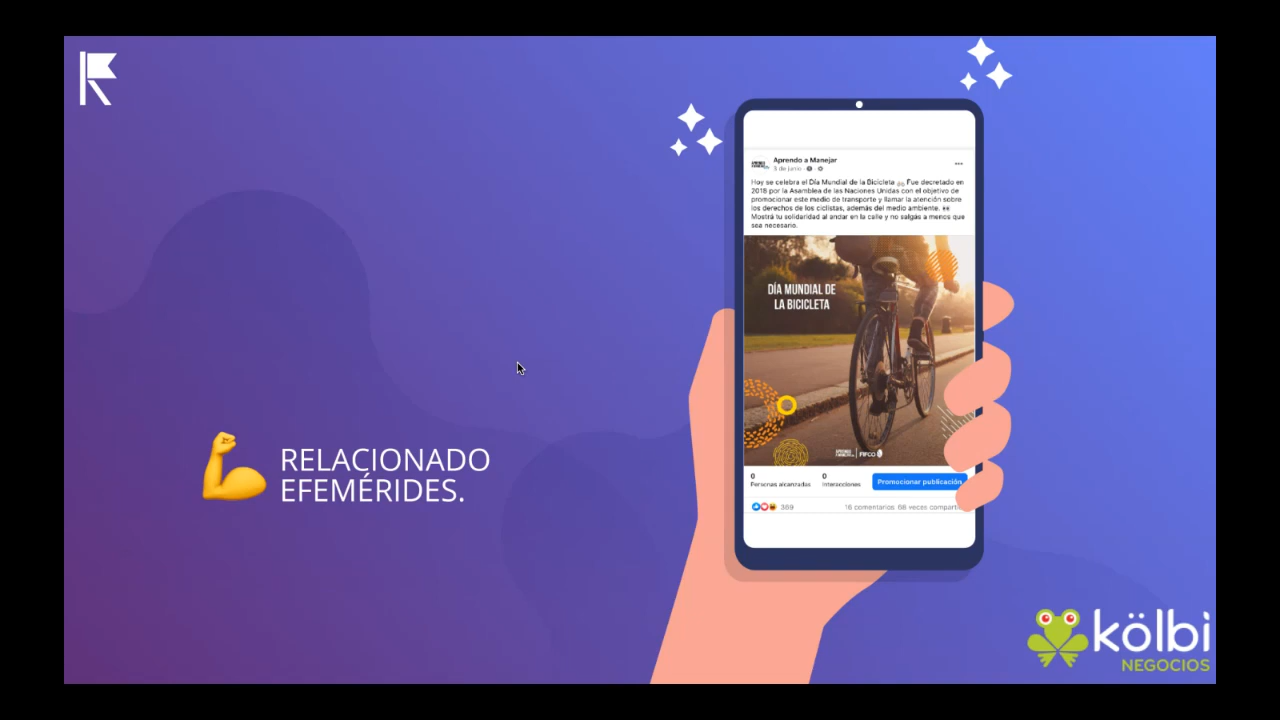 Aprendo a Manejar
3 de junio
Hoy se celebra el Día Mundial de la Bicicleta 🚲 Fue decretado en
2018 por la Asamblea de las Naciones Unidas con el objetivo de
promocionar este medio de transporte y llamar la atención sobre
los derechos de los ciclistas, además del medio ambiente. 👀
Mostrá tu solidaridad al andar en la calle y no salgás a menos que
sea necesario.
DÍA MUNDIAL DE
LA BICICLETA
RELACIONADO
EFEMÉRIDES.
FIFCO
0
Personas alcanzadas
0
Interacciones
Promocionar publicación
389
16 comentarios 66 veces
kölbi
NEGOCIOS